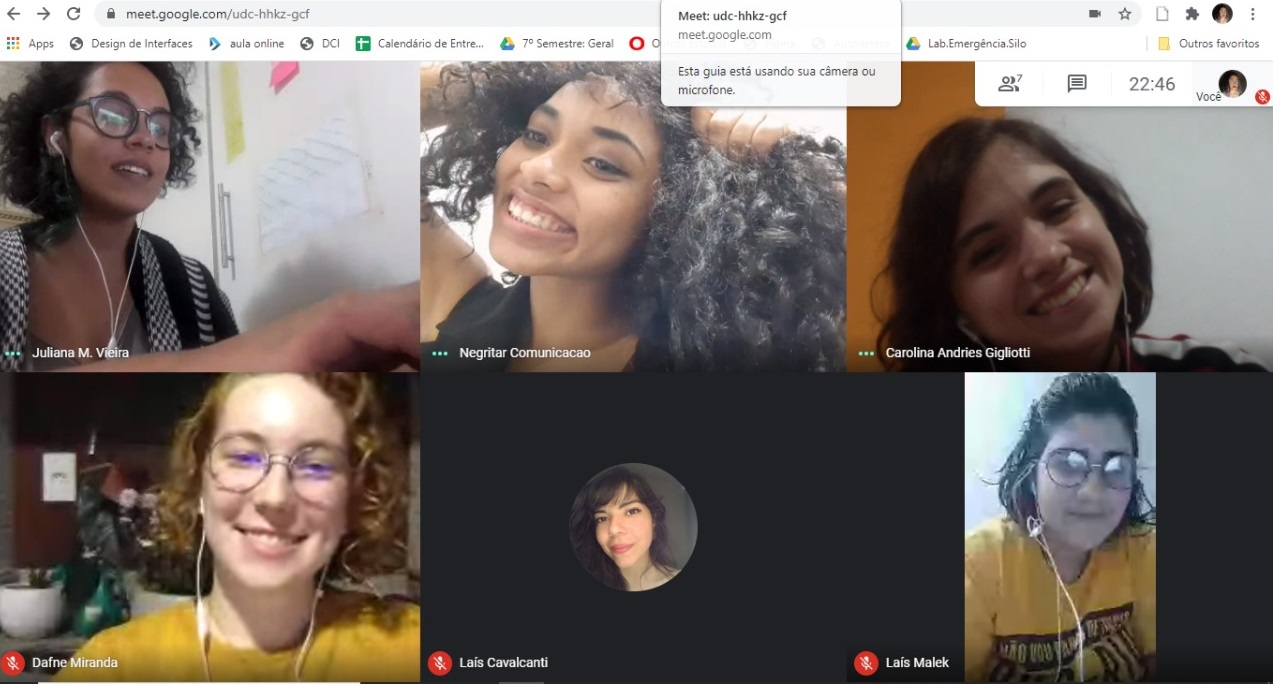 meet.google.com/udc-hhkz-gcf
Meet: udc-hhkz-gcf
meet.google.com
Esta guia está usando sua câmera ou
microfone.
Apps
Design de Interfaces
aula online
DCI
Calendário de Entre...
7º Semestre: Geral
Lab.Emergência.Silo
Outros favoritos
7
22:46
Você
Juliana M. Vieira
Negritar Comunicacao
Carolina Andries Gigliotti
NÃO VOU
Dafne Miranda
Laís Cavalcanti
Laís Malek